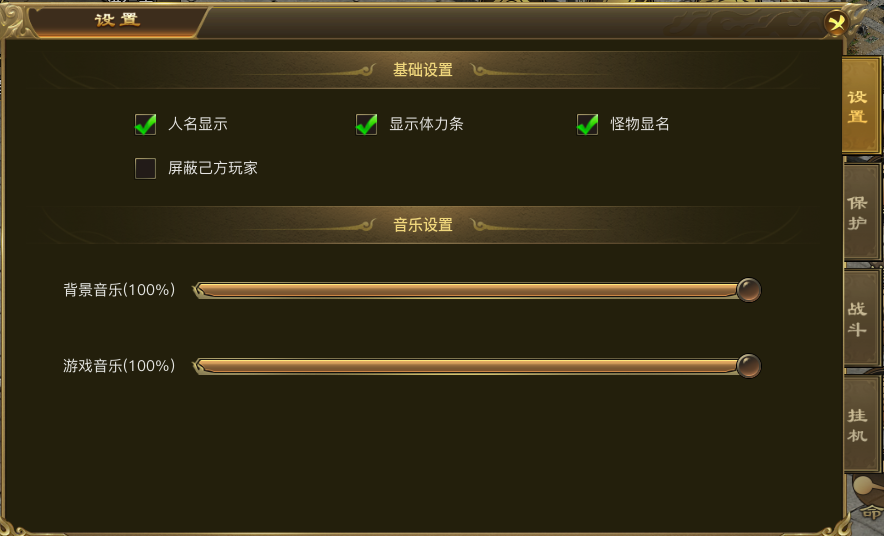 设置
基础设置
人名显示 显示体力条 怪物显名
屏蔽己方玩家
音乐设置
背景音乐(100%)
游戏音乐(100%)
设置
保护
战斗
挂机
命